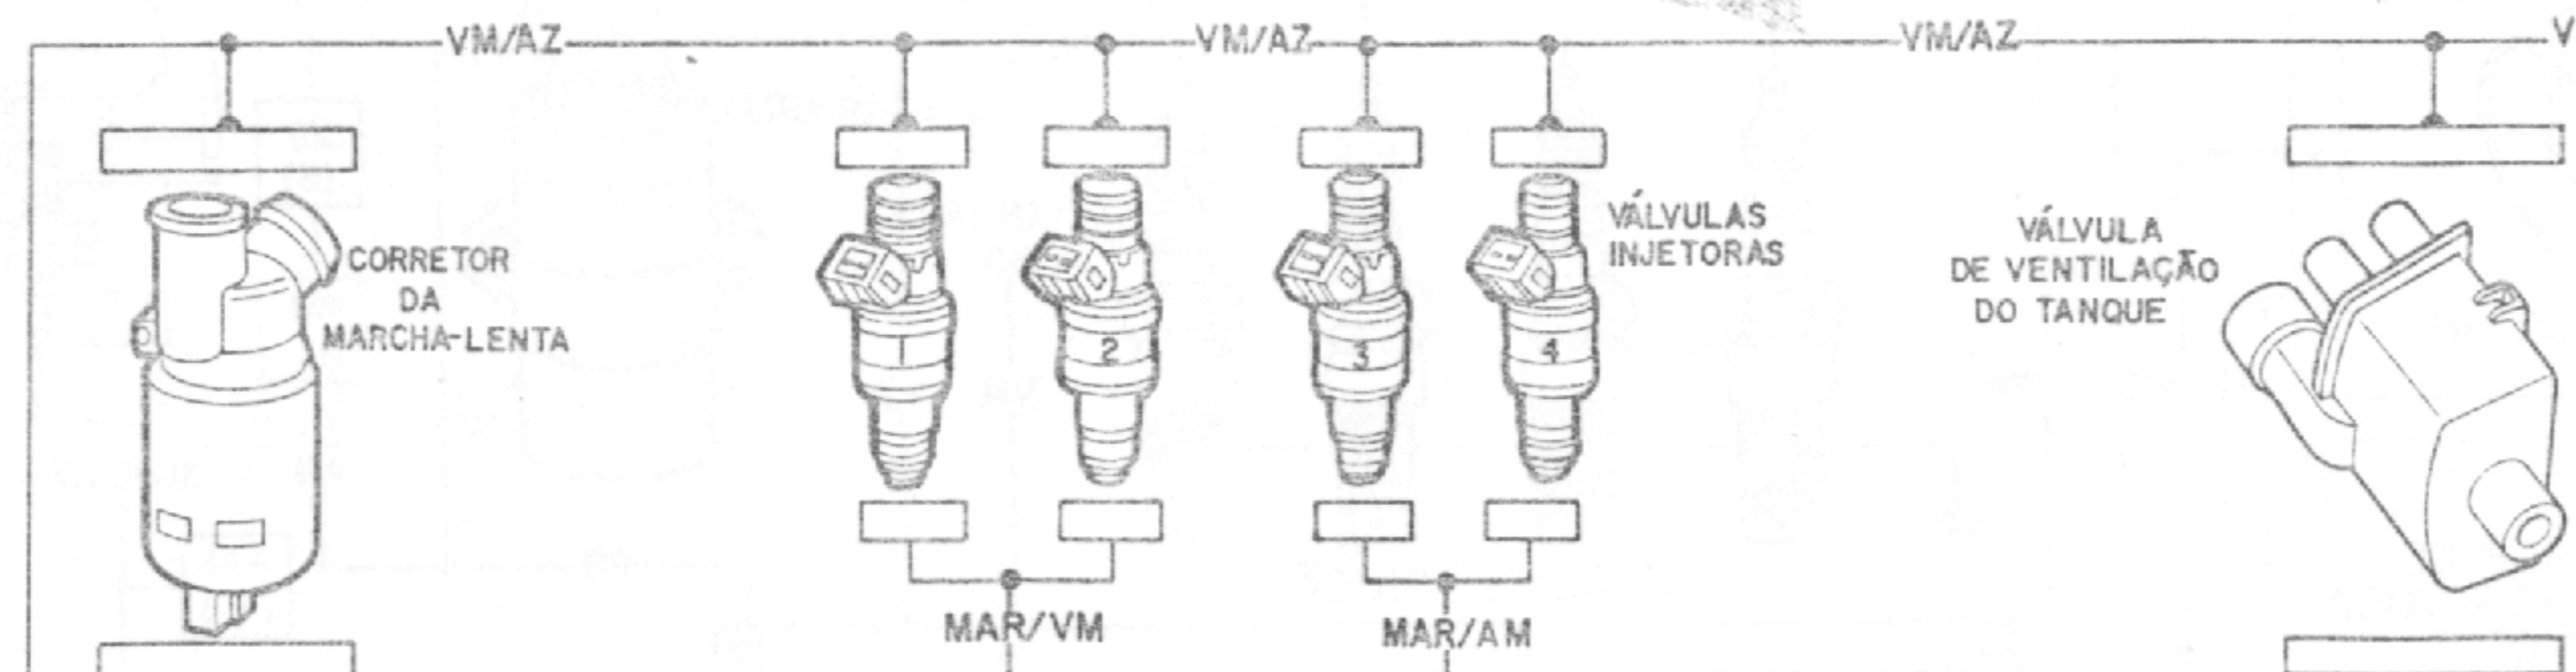 VM/AZ
VM/AZ
VM/AZ
V
CORRETOR
DA
MARCHA-LENTA
1
2
3
4
VÁLVULAS
INJETORAS
VÁLVULA
DE VENTILAÇÃO
DO TANQUE
MAR/VM
MAR/AM